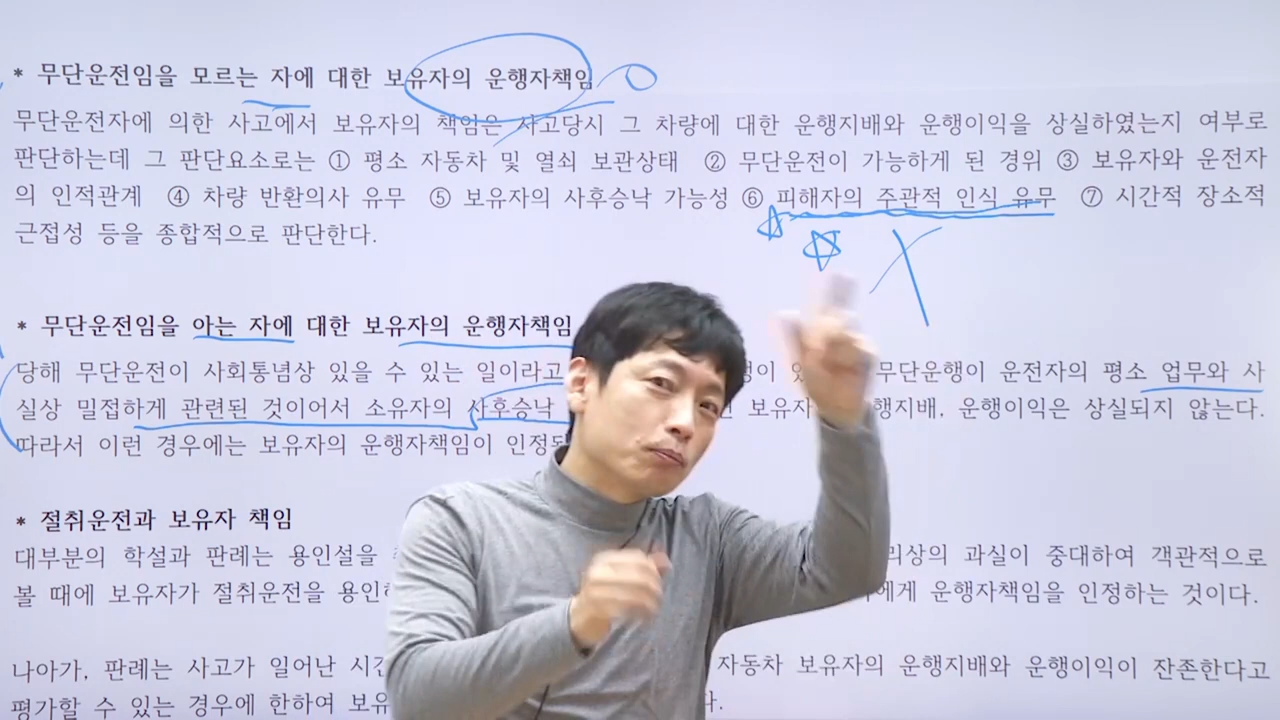 * 무단운전임을 모르는 자에 대한 보유자의 운행자책임
무단운전자에 의한 사고에서 보유자의 책임은 사고당시 그 차량에 대한 운행지배와 운행이익을 상실하였는지 여부로
판단하는데 그 판단요소로는 ① 평소 자동차 및 열쇠 보관상태 ② 무단운전이 가능하게 된 경위 ③ 보유자와 운전자
의 인적관계 ④ 차량 반환의사 유무 ⑤ 보유자의 사후승낙 가능성 ⑥ 피해자의 주관적 인식 유무 ⑦ 시간적 장소적
근접성 등을 종합적으로 판단한다.
* 무단운전임을 아는 자에 대한 보유자의 운행자책임
당해 무단운전이 사회통념상 있을 수 있는 일이라고 무단운행이 운전자의 평소 업무와 사
실상 밀접하게 관련된 것이어서 소유자의 사후승낙 운행이익은 상실되지 않는다.
따라서 이런 경우에는 보유자의 운행자책임이
* 절취운전과 보유자 책임
대부분의 학설과 판례는 용인설을 과실이 중대하여 객관적으로
볼 때에 보유자가 절취운전을 운행자책임을 인정하는 것이다.
나아가, 판례는 사고가 일어난 자동차 보유자의 운행지배와 운행이익이 잔존한다고
평가할 수 있는 경우에 한하여